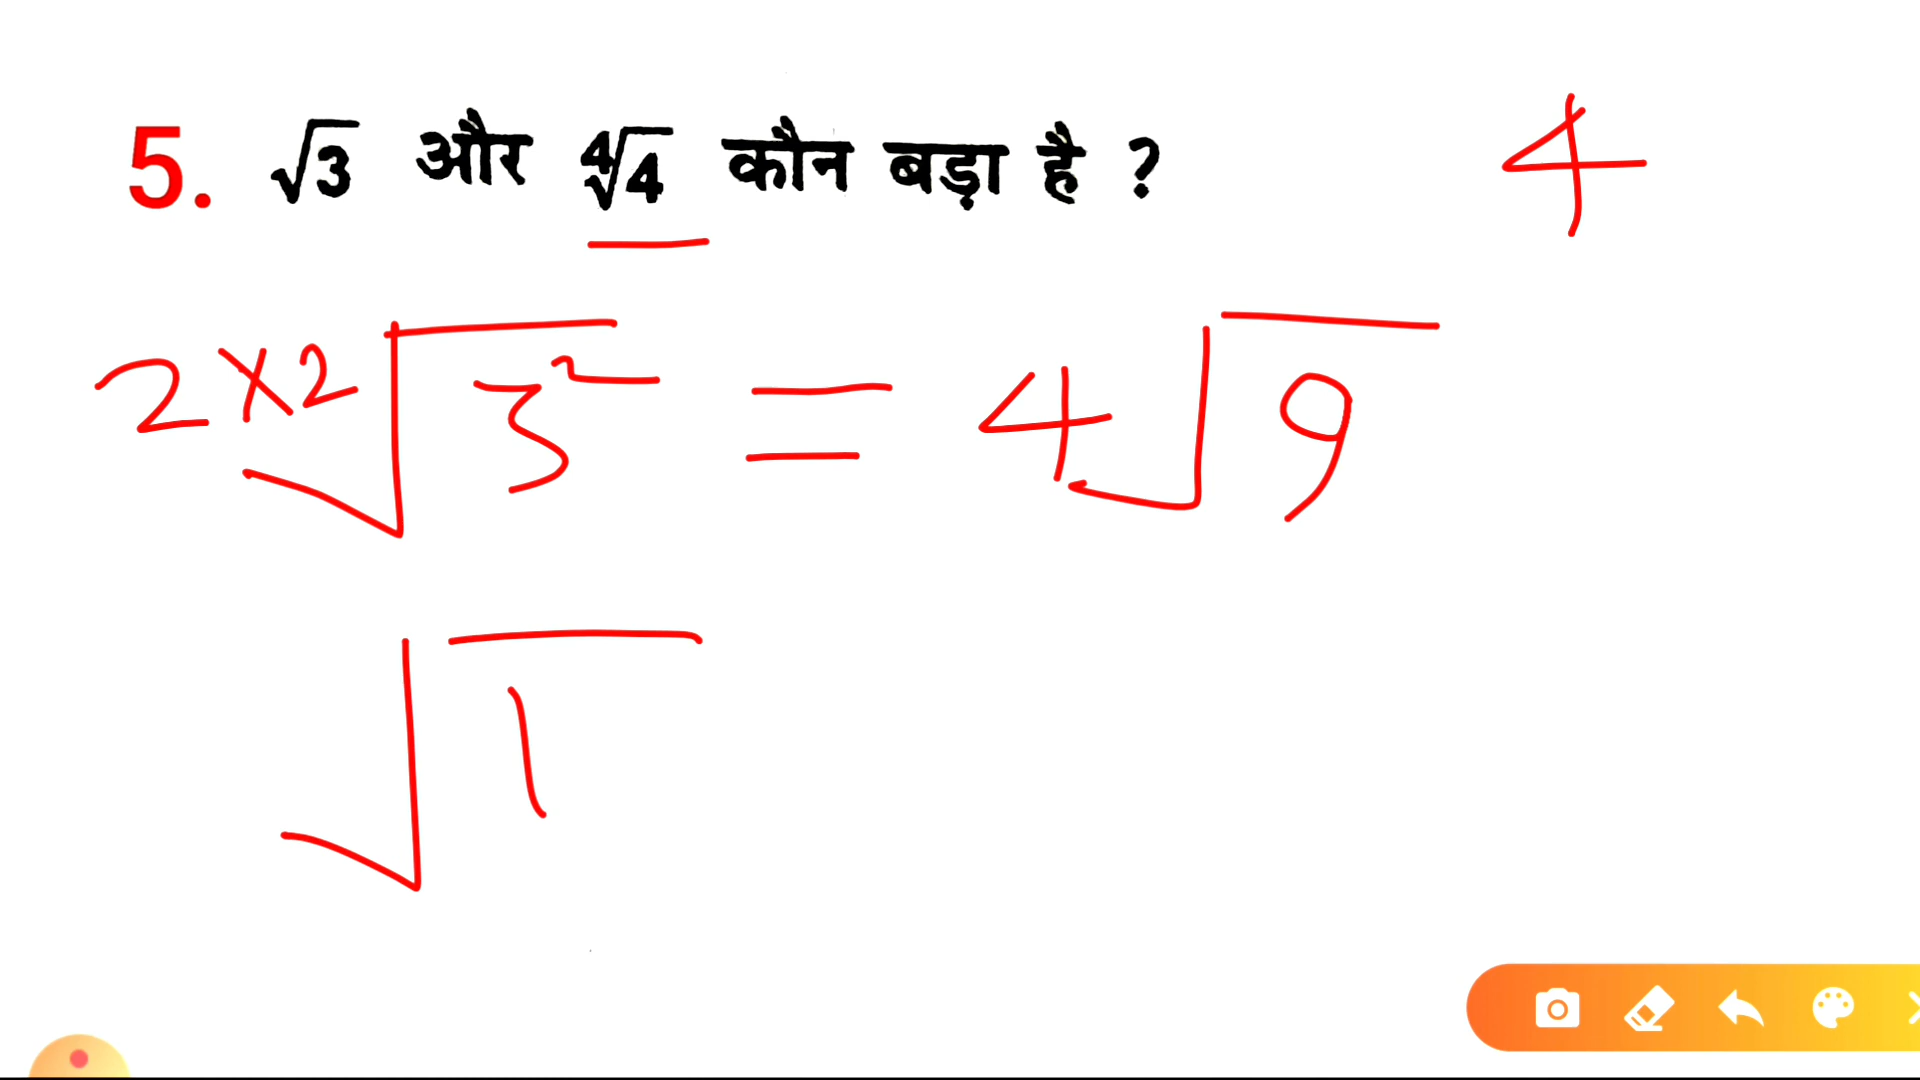 5. √3 और ∜4 कौन बड़ा है ?
4
2×2√3² = 4√9
√1